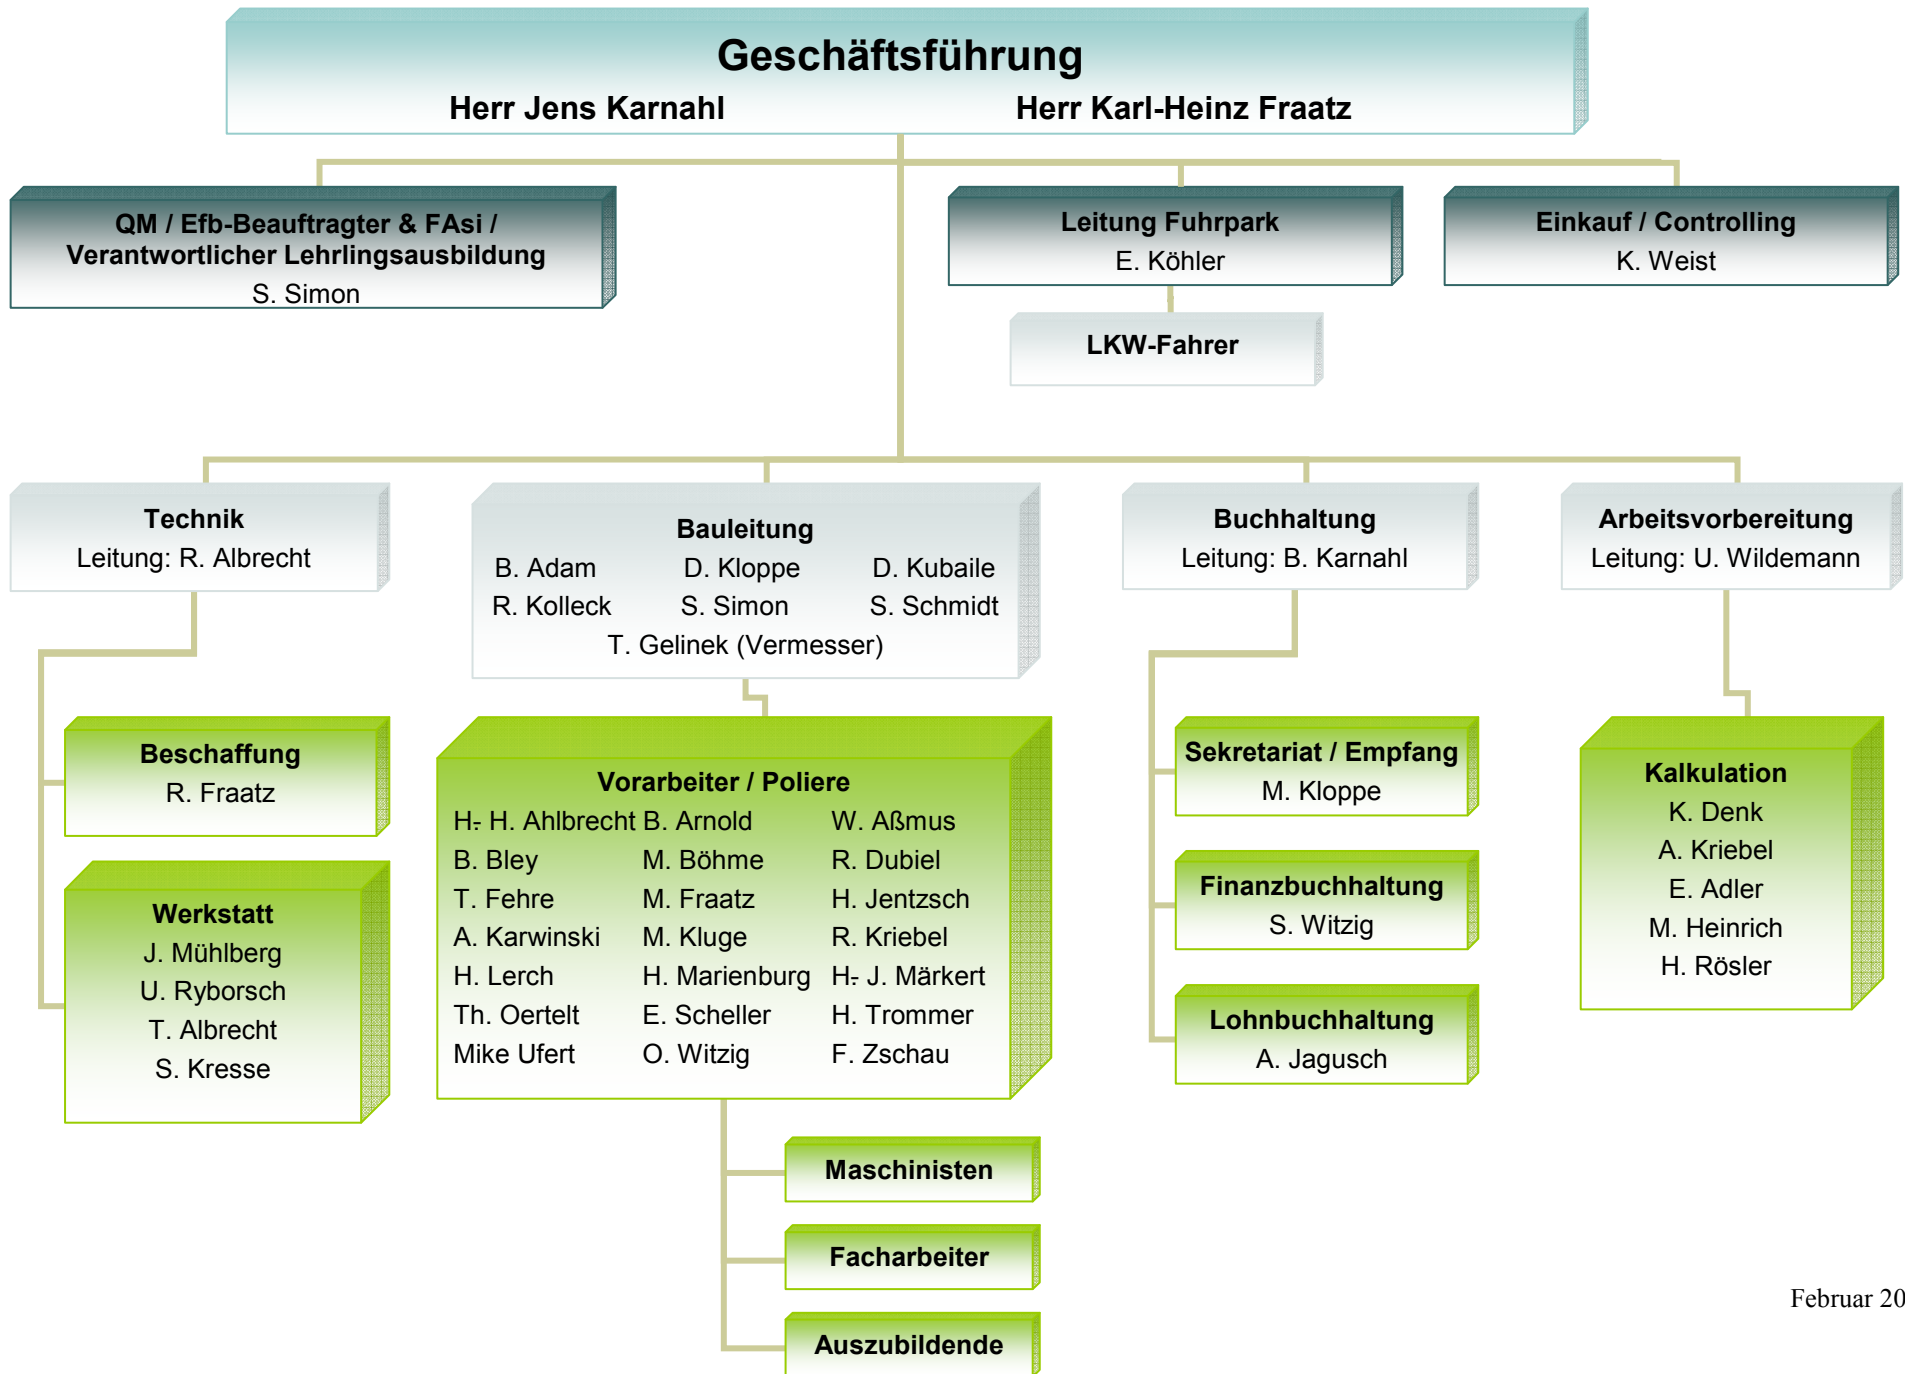 Geschäftsführung
Herr Jens Karnahl Herr Karl-Heinz Fraatz
QM / Efb-Beauftragter & FAsi /
Verantwortlicher Lehrlingsausbildung
S. Simon
Leitung Fuhrpark
E. Köhler
Einkauf / Controlling
K. Weist
LKW-Fahrer
Technik
Leitung: R. Albrecht
Bauleitung
B. Adam D. Kloppe D. Kubaile
R. Kolleck S. Simon S. Schmidt
T. Gelinek (Vermesser)
Buchhaltung
Leitung: B. Karnahl
Arbeitsvorbereitung
Leitung: U. Wildemann
Beschaffung
R. Fraatz
Werkstatt
J. Mühlberg
U. Ryborsch
T. Albrecht
S. Kresse
Vorarbeiter / Poliere
H- H. Ahlbrecht B. Arnold W. Aßmus
B. Bley M. Böhme R. Dubiel
T. Fehre M. Fraatz H. Jentzsch
A. Karwinski M. Kluge R. Kriebel
H. Lerch H. Marienburg H- J. Märkert
Th. Oertelt E. Scheller H. Trommer
Mike Ufert O. Witzig F. Zschau
Sekretariat / Empfang
M. Kloppe
Finanzbuchhaltung
S. Witzig
Lohnbuchhaltung
A. Jagusch
Kalkulation
K. Denk
A. Kriebel
E. Adler
M. Heinrich
H. Rösler
Maschinisten
Facharbeiter
Auszubildende
Februar 20